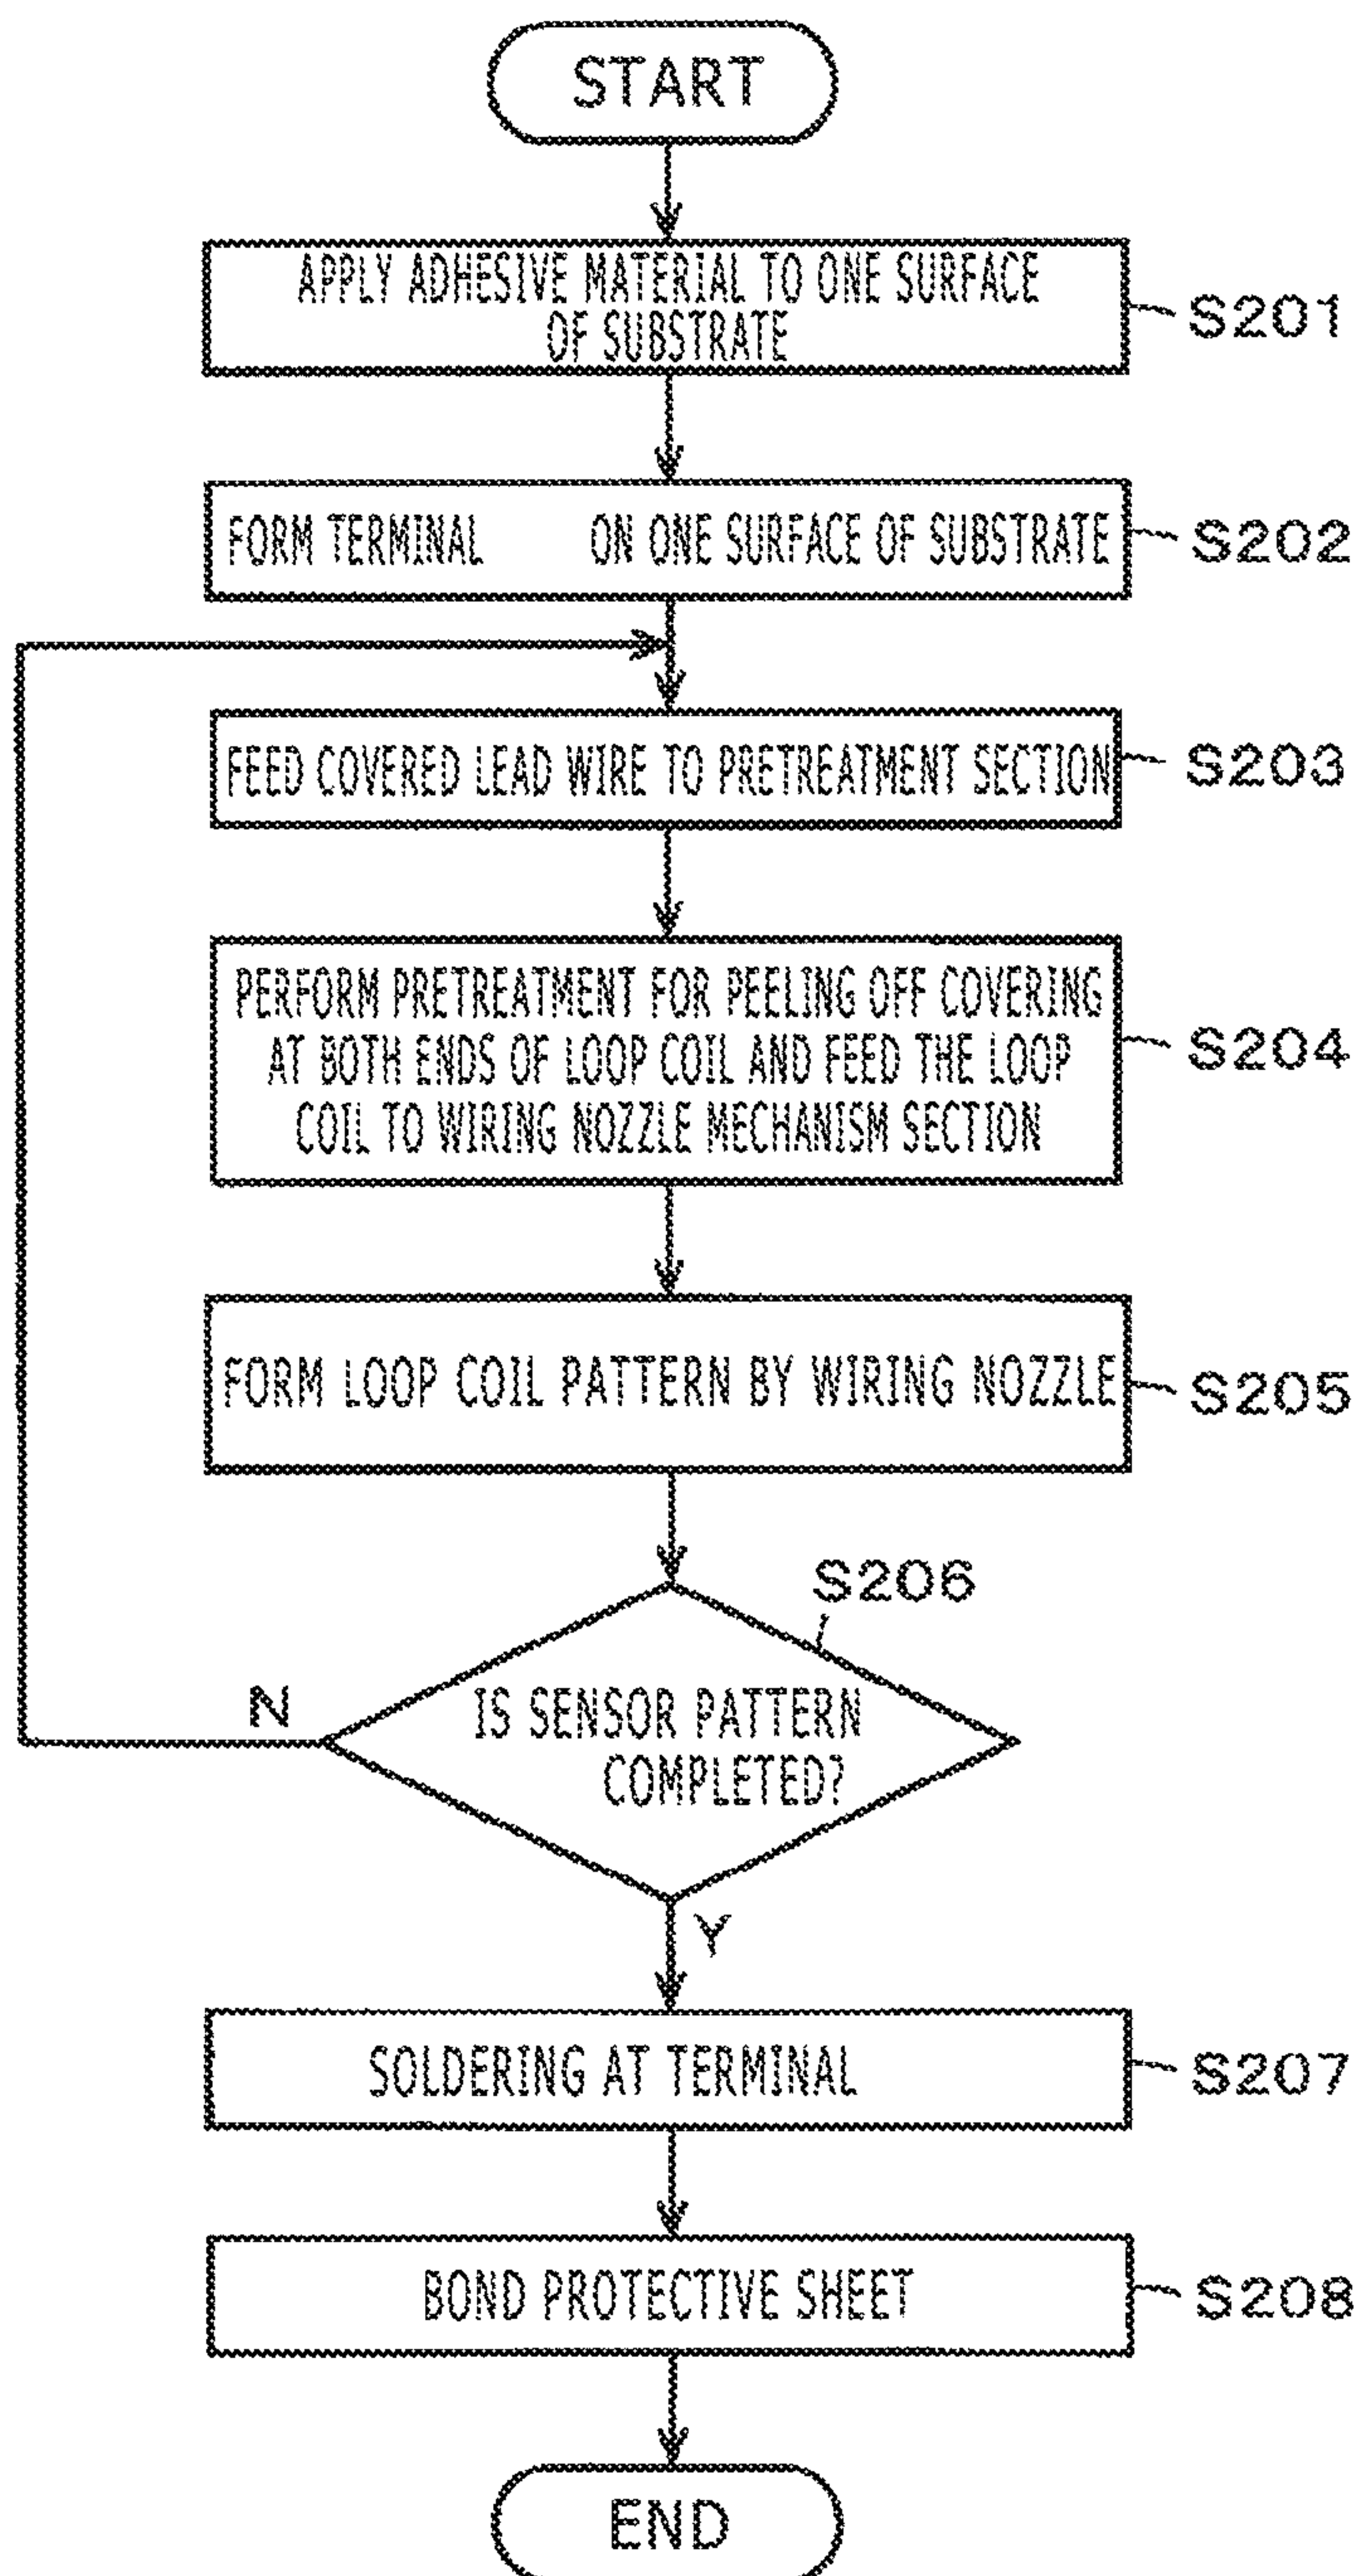 START
APPLY ADHESIVE MATERIAL TO ONE SURFACE
OF SUBSTRATE
S201
FORM TERMINAL ON ONE SURFACE OF SUBSTRATE
S202
FEED COVERED LEAD WIRE TO PRETREATMENT SECTION
S203
PERFORM PRETREATMENT FOR PEELING OFF COVERING
AT BOTH ENDS OF LOOP COIL AND FEED THE LOOP
COIL TO WIRING NOZZLE MECHANISM SECTION
S204
FORM LOOP COIL PATTERN BY WIRING NOZZLE
S205
S206
IS SENSOR PATTERN
COMPLETED?
N
Y
SOLDERING AT TERMINAL
S207
BOND PROTECTIVE SHEET
S208
END